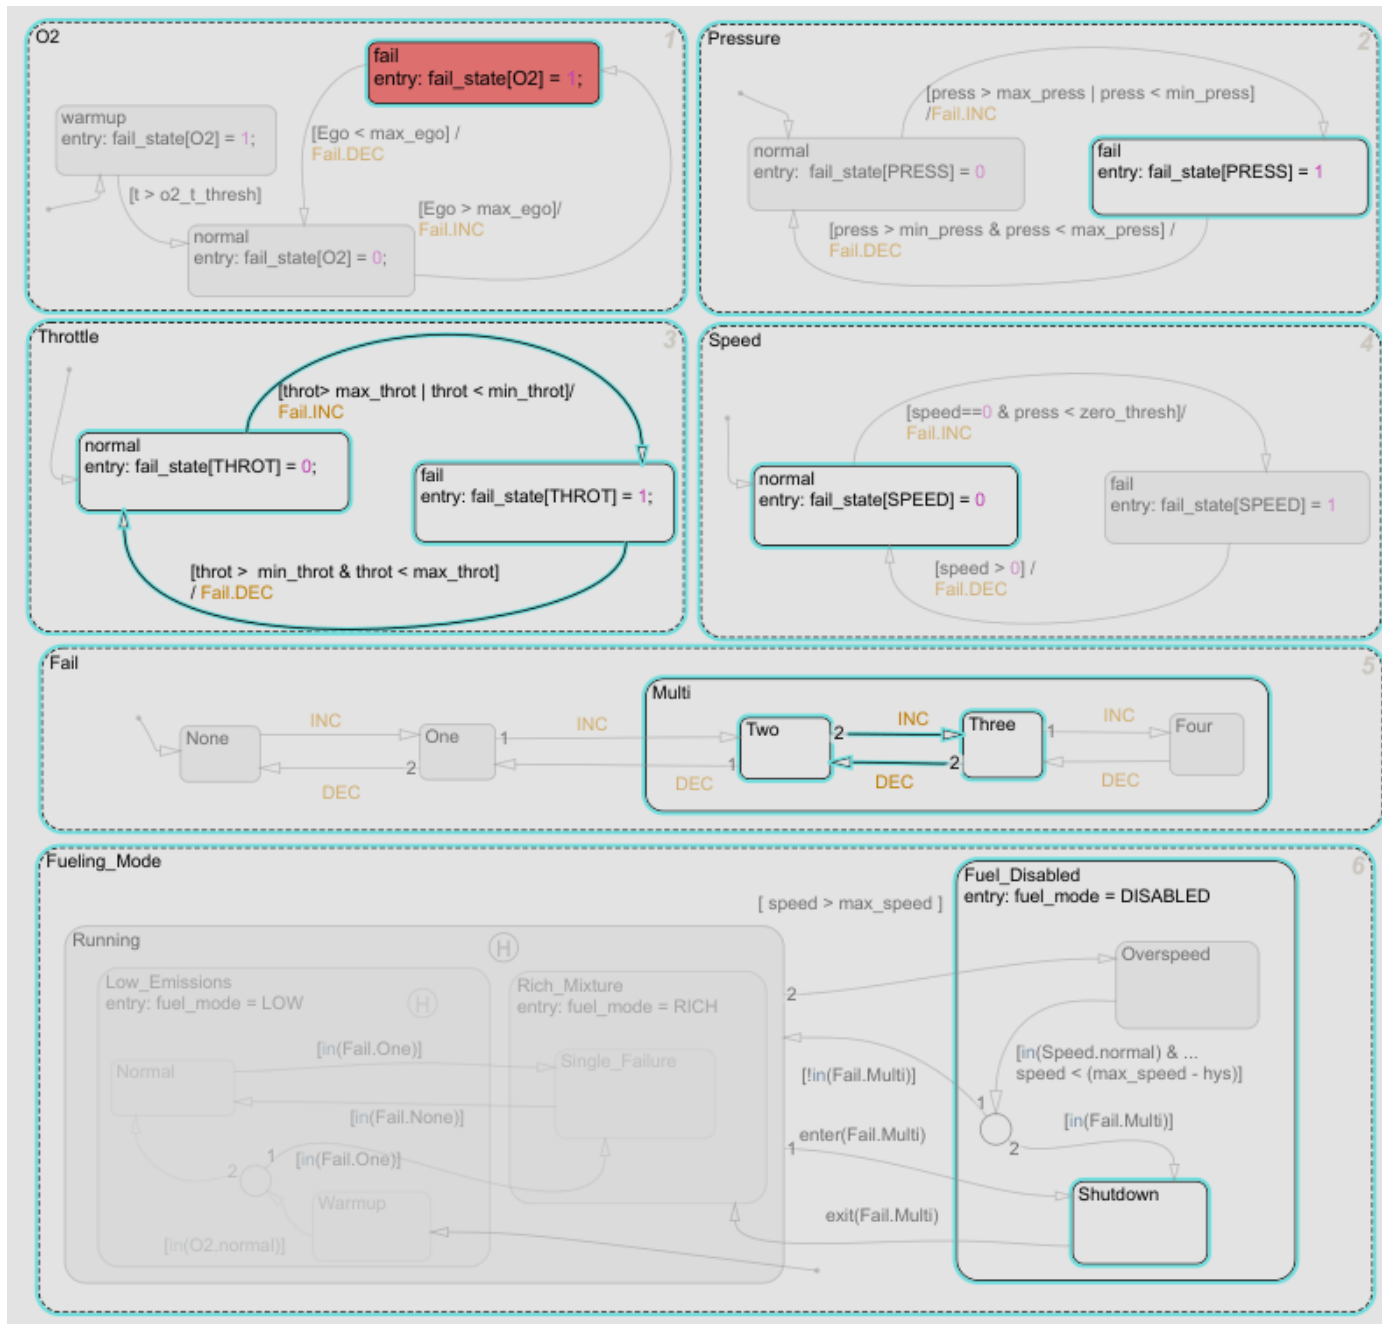 O2
1
fail
entry: fail_state[O2] = 1;
warmup
entry: fail_state[O2] = 1;
[Ego < max_ego] /
Fail.DEC
[t > o2_t_thresh]
[Ego > max_ego]/
Fail.INC
normal
entry: fail_state[O2] = 0;
Pressure
2
[press > max_press | press < min_press]
/Fail.INC
normal
entry: fail_state[PRESS] = 0
fail
entry: fail_state[PRESS] = 1
[press > min_press & press < max_press] /
Fail.DEC
Throttle
3
[throt> max_throt | throt < min_throt]/
Fail.INC
normal
entry: fail_state[THROT] = 0;
fail
entry: fail_state[THROT] = 1;
[throt > min_throt & throt < max_throt]
/ Fail.DEC
Speed
4
[speed==0 & press < zero_thresh]/
Fail.INC
normal
entry: fail_state[SPEED] = 0
fail
entry: fail_state[SPEED] = 1
[speed > 0] /
Fail.DEC
Fail
5
Multi
None
INC
DEC
One
1
2
INC
DEC
Two
2
1
INC
DEC
Three
1
2
INC
DEC
Four
Fueling_Mode
6
[ speed > max_speed ]
Fuel_Disabled
entry: fuel_mode = DISABLED
Running
H
Overspeed
Low_Emissions
entry: fuel_mode = LOW
H
Rich_Mixture
entry: fuel_mode = RICH
2
[in(Fail.One)]
Normal
Single_Failure
[in(Fail.None)]
[!in(Fail.Multi)]
[in(Speed.normal) & ...
speed < (max_speed - hys)]
1
[in(Fail.Multi)]
2
1
enter(Fail.Multi)
1
[in(Fail.One)]
2
Warmup
[in(O2.normal)]
exit(Fail.Multi)
Shutdown